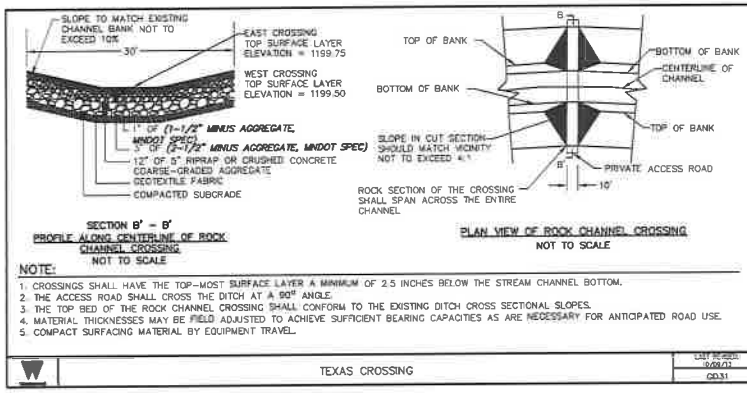 SLOPE TO MATCH EXISTING
CHANNEL BANK NOT TO
EXCEED 10%
30'
EAST CROSSING
TOP SURFACE LAYER
ELEVATION = 1199.75
WEST CROSSING
TOP SURFACE LAYER
ELEVATION = 1199.50
1" OF (1-1/2" MINUS AGGREGATE,
MNDOT SPEC)
3" OF (2-1/2" MINUS AGGREGATE, MNDOT SPEC)
12" OF 5" RIPRAP OR CRUSHED CONCRETE
COARSE-GRADED AGGREGATE
GEOTEXTILE FABRIC
COMPACTED SUBGRADE
SECTION B' - B'
PROFILE ALONG CENTERLINE OF ROCK
CHANNEL CROSSING
NOT TO SCALE
B
TOP OF BANK
BOTTOM OF BANK
CENTERLINE OF
CHANNEL
BOTTOM OF BANK
TOP OF BANK
SLOPE IN CUT SECTION
SHOULD MATCH VICINITY
NOT TO EXCEED 4:1
B'
PRIVATE ACCESS ROAD
10'
ROCK SECTION OF THE CROSSING
SHALL SPAN ACROSS THE ENTIRE
CHANNEL
PLAN VIEW OF ROCK CHANNEL CROSSING
NOT TO SCALE
NOTE:
1. CROSSINGS SHALL HAVE THE TOP-MOST SURFACE LAYER A MINIMUM OF 2.5 INCHES BELOW THE STREAM CHANNEL BOTTOM.
2. THE ACCESS ROAD SHALL CROSS THE DITCH AT A 90° ANGLE.
3. THE TOP BED OF THE ROCK CHANNEL CROSSING SHALL CONFORM TO THE EXISTING DITCH CROSS SECTIONAL SLOPES.
4. MATERIAL THICKNESSES MAY BE FIELD ADJUSTED TO ACHIEVE SUFFICIENT BEARING CAPACITIES AS ARE NECESSARY FOR ANTICIPATED ROAD USE.
5. COMPACT SURFACING MATERIAL BY EQUIPMENT TRAVEL.
TEXAS CROSSING
LAST REVISED: